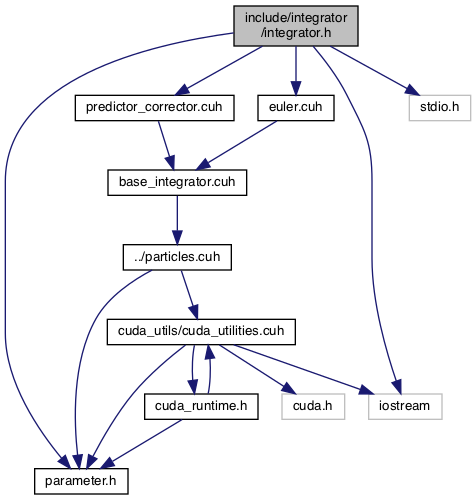 include/integrator
/integrator.h
predictor_corrector.cuh
euler.cuh
stdio.h
base_integrator.cuh
../particles.cuh
cuda_utils/cuda_utilities.cuh
cuda_runtime.h
cuda.h
iostream
parameter.h